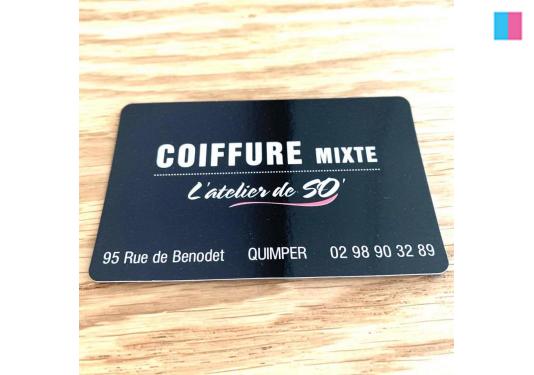 COIFFURE MIXTE
L'atelier de SO'
95 Rue de Benodet QUIMPER 02 98 90 32 89